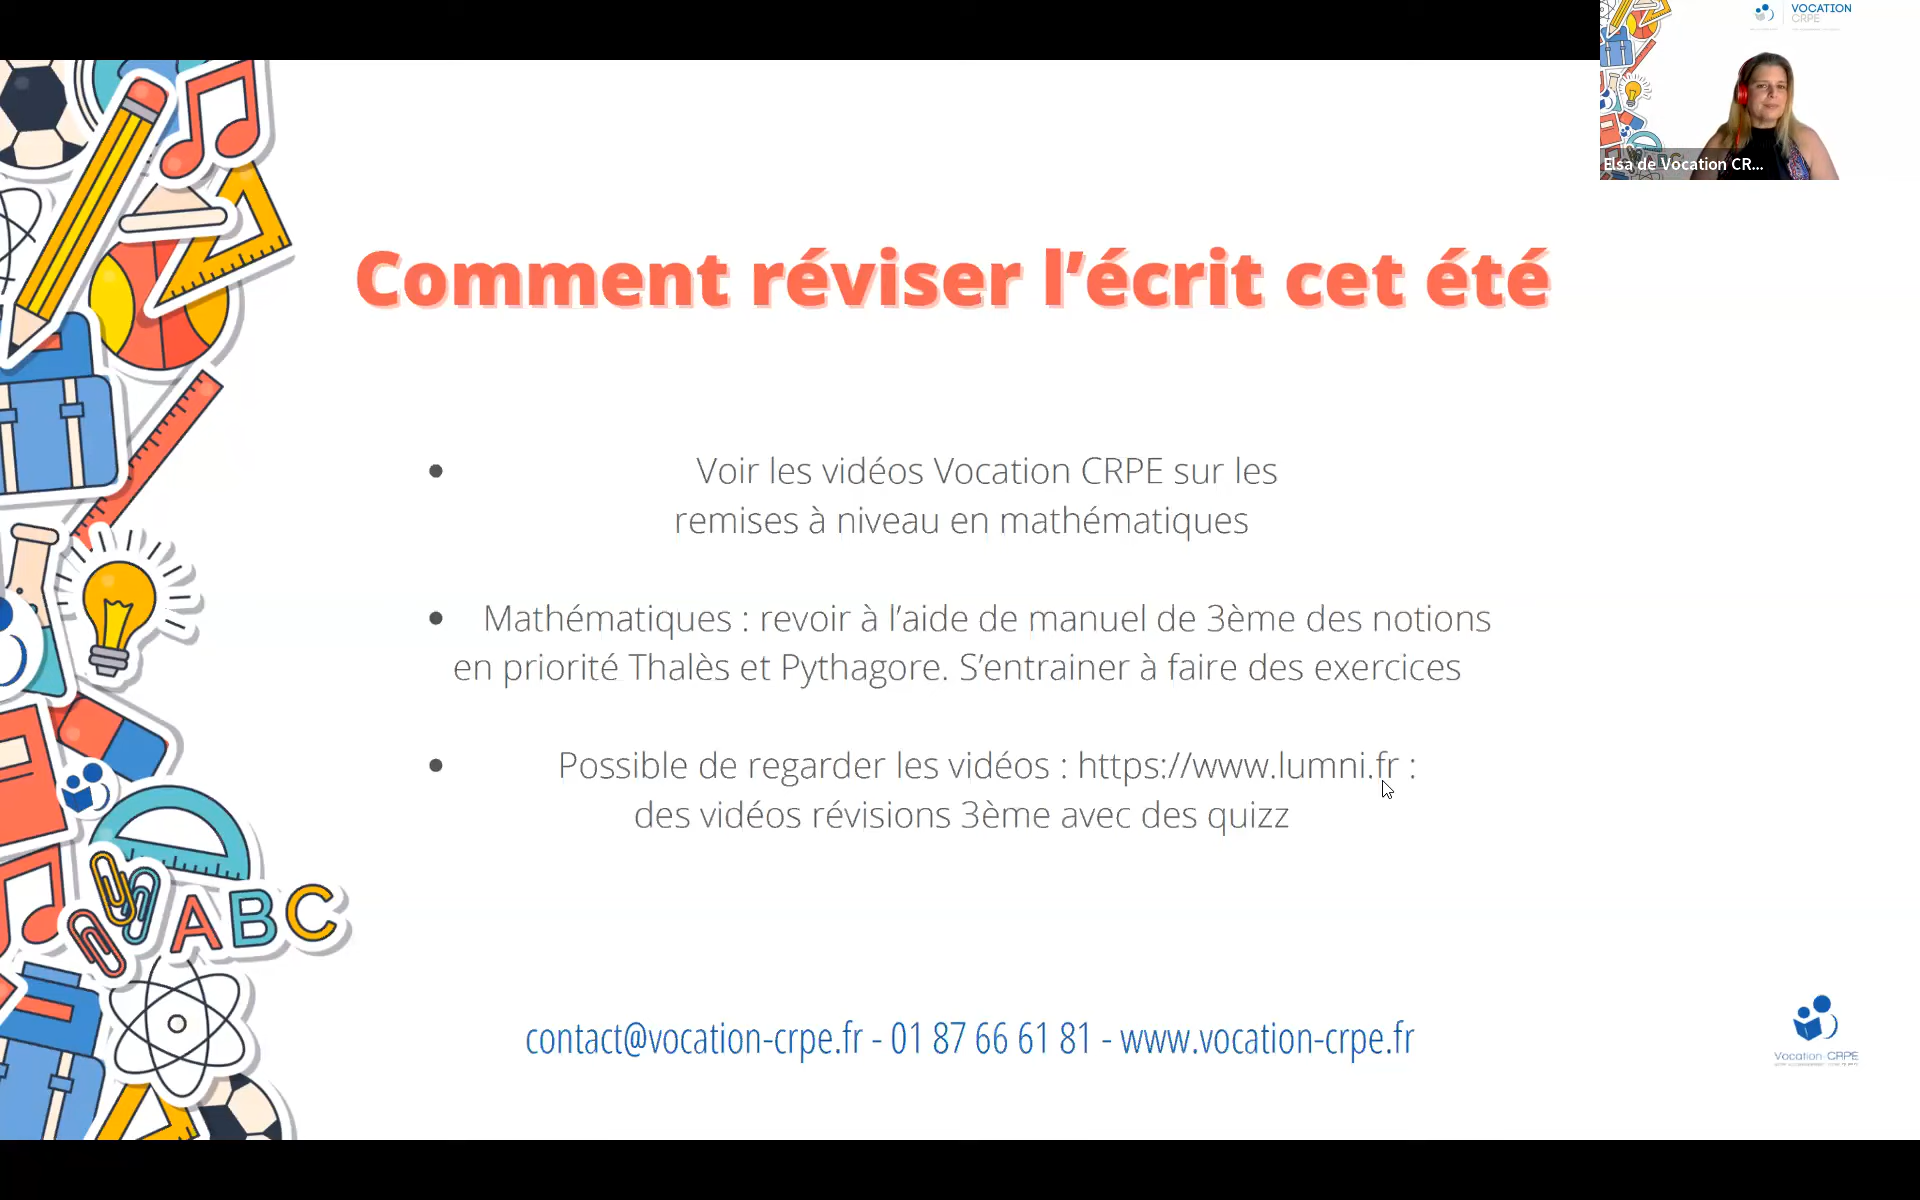 VOCATION
CRPE
Elsa de Vocation CR...
Comment réviser l’écrit cet été
• Voir les vidéos Vocation CRPE sur les
remises à niveau en mathématiques
• Mathématiques : revoir à l’aide de manuel de 3ème des notions
en priorité Thalès et Pythagore. S’entrainer à faire des exercices
• Possible de regarder les vidéos : https://www.lumni.fr :
des vidéos révisions 3ème avec des quizz
ABC
contact@vocation-crpe.fr - 01 87 66 61 81 - www.vocation-crpe.fr
Vocation CRPE